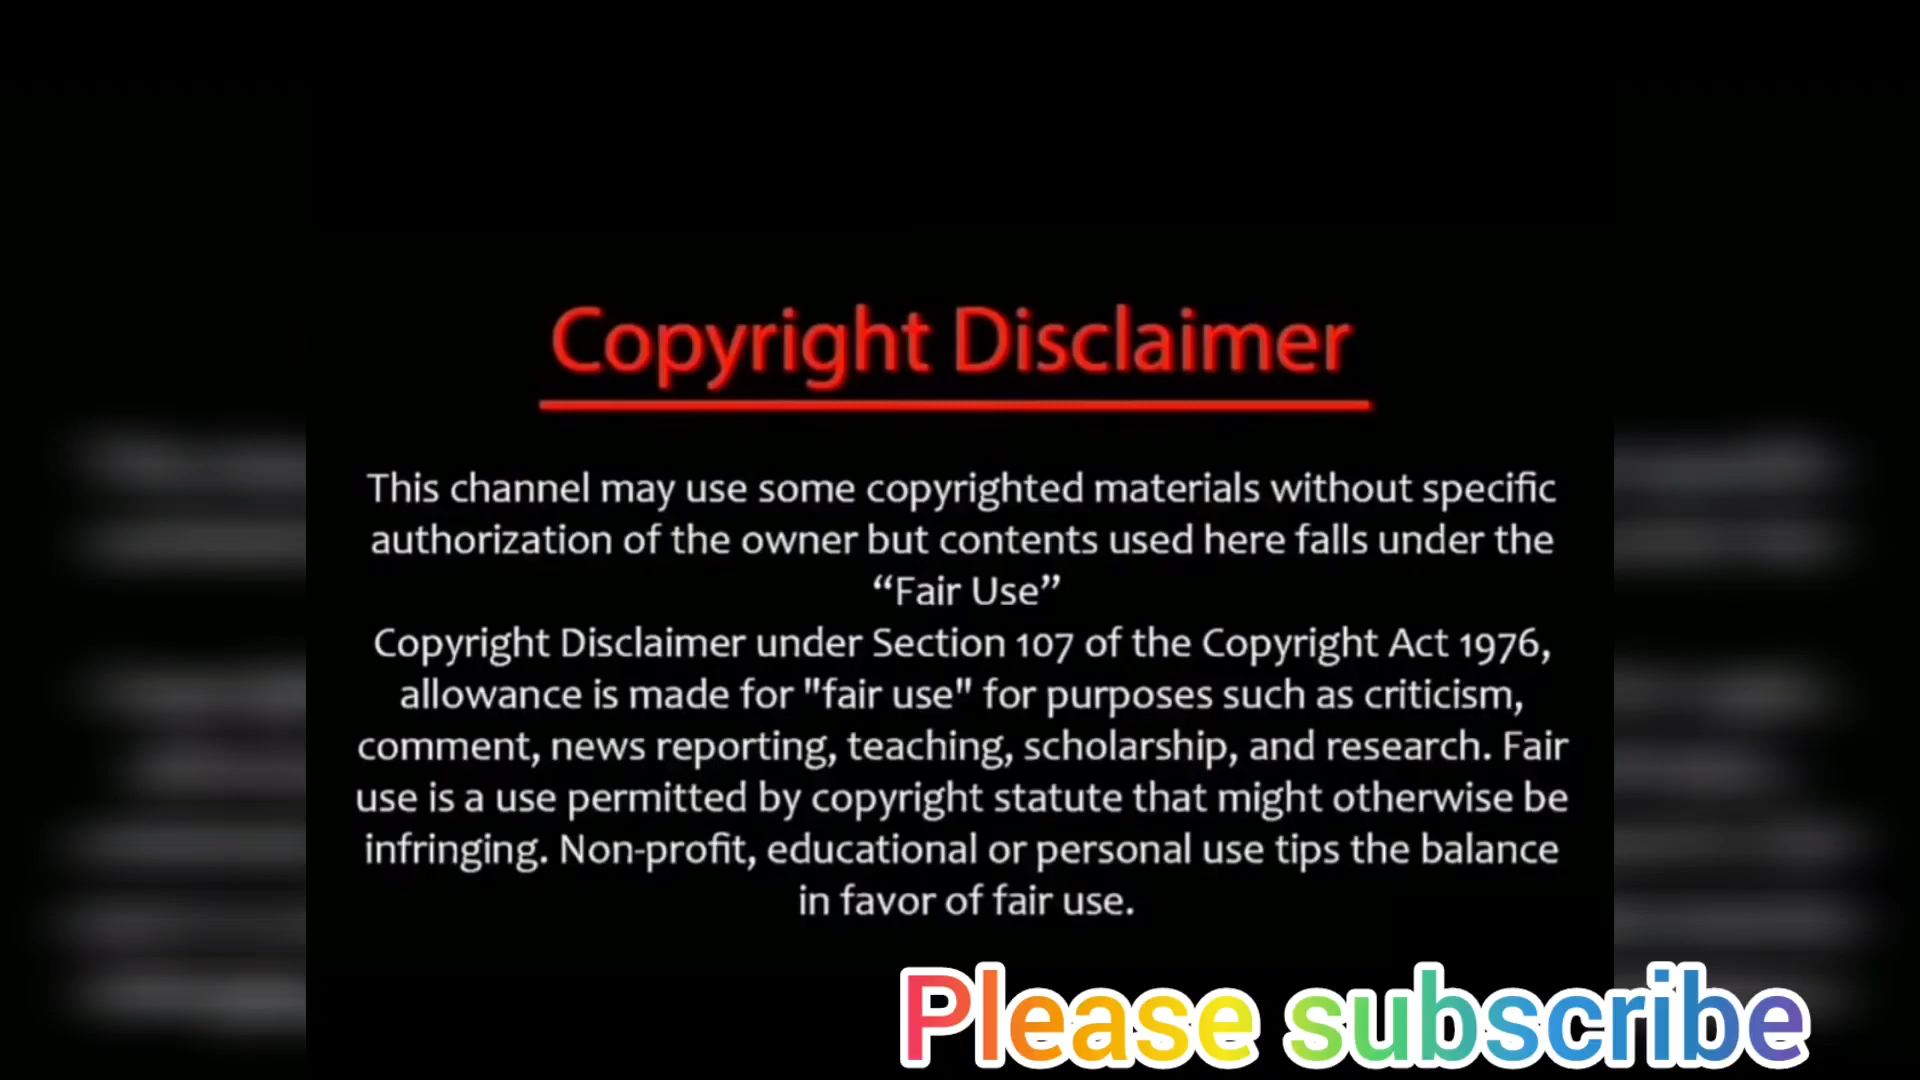 Copyright Disclaimer
This channel may use some copyrighted materials without specific
authorization of the owner but contents used here falls under the
“Fair Use”
Copyright Disclaimer under Section 107 of the Copyright Act 1976,
allowance is made for "fair use" for purposes such as criticism,
comment, news reporting, teaching, scholarship, and research. Fair
use is a use permitted by copyright statute that might otherwise be
infringing. Non-profit, educational or personal use tips the balance
in favor of fair use.
Please subscribe